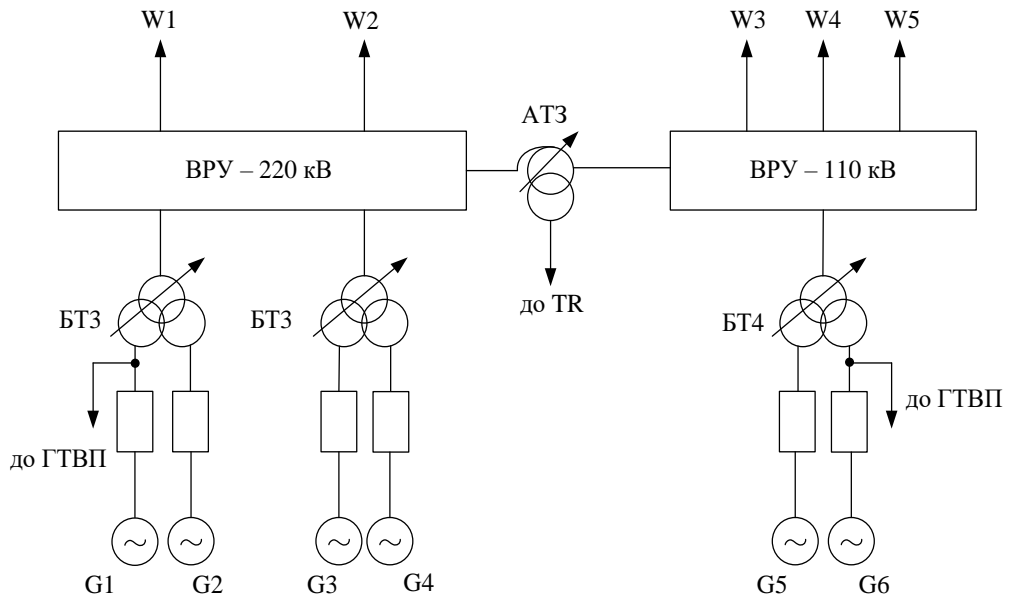 W1
W2
W3
W4
W5
АТ3
ВРУ – 220 кВ
ВРУ – 110 кВ
до TR
БТ3
БТ3
БТ4
до ГТВП
до ГТВП
G1
G2
G3
G4
G5
G6